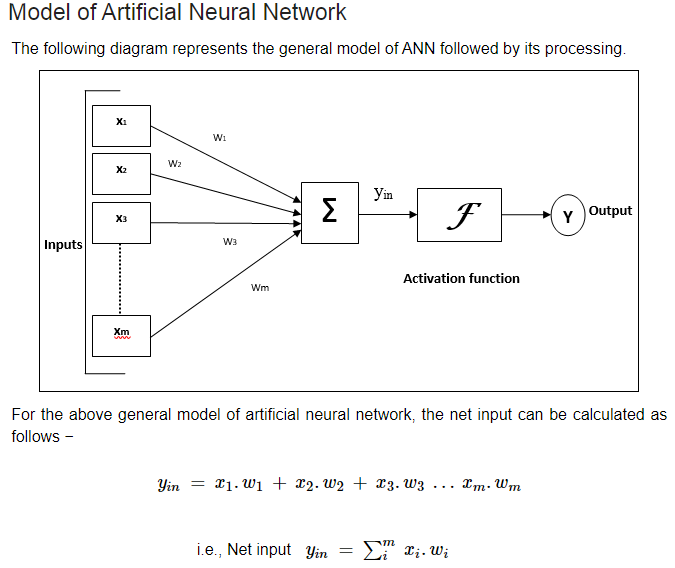 Model of Artificial Neural Network
The following diagram represents the general model of ANN followed by its processing.
X1
W1
X2
W2
X3
Σ
yin
ℱ
Y
Output
Inputs
W3
Activation function
Wm
Xm
For the above general model of artificial neural network, the net input can be calculated as
follows −
yin = x1.w1 + x2.w2 + x3.w3 … xm.wm
i.e., Net input yin = ∑ᵢᵐ xi.wi